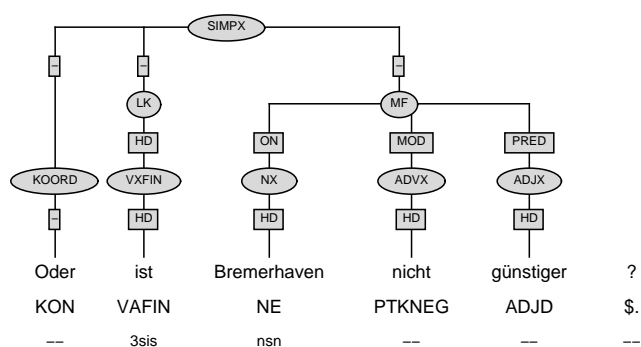 SIMPX
– – –
LK MF
HD ON MOD PRED
KOORD VXFIN NX ADVX ADJX
– HD HD HD HD
Oder ist Bremerhaven nicht günstiger ?
KON VAFIN NE PTKNEG ADJD $.
–– 3sis nsn –– –– ––